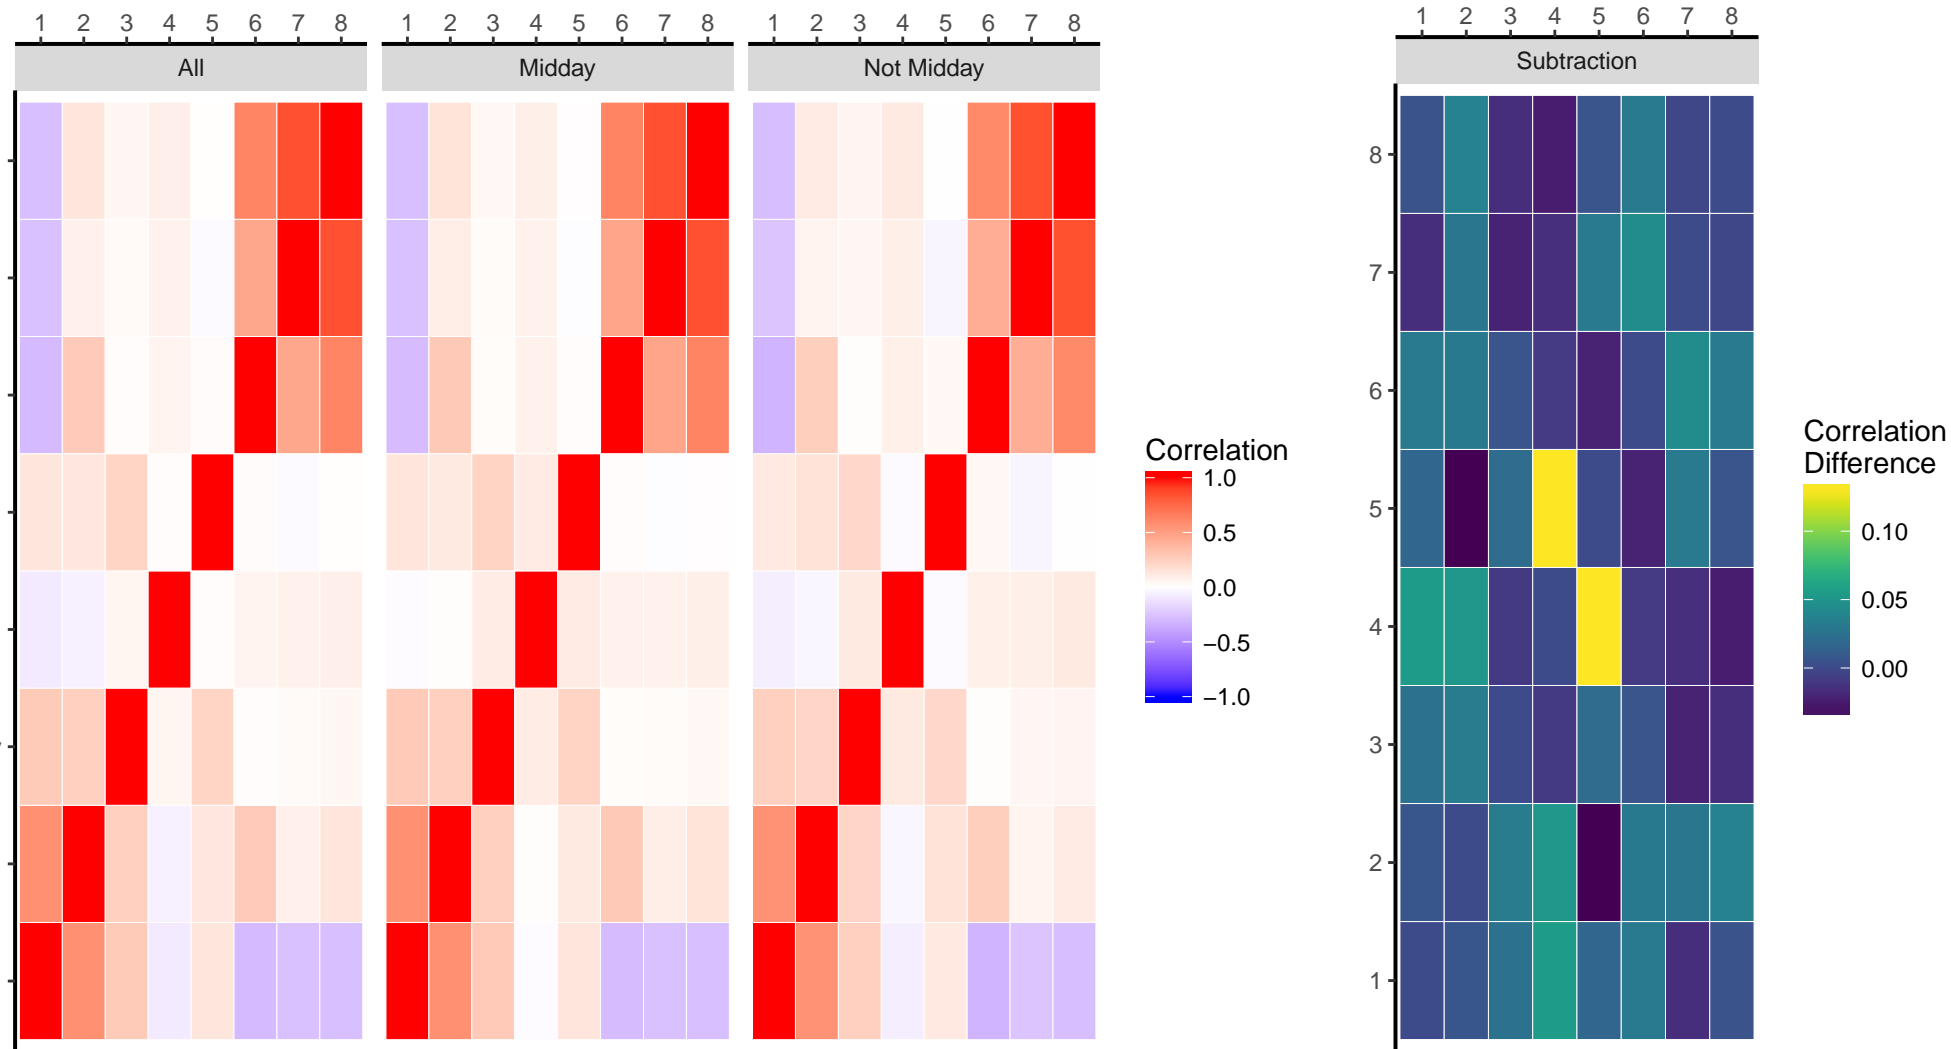 1 2 3 4 5 6 7 8 1 2 3 4 5 6 7 8 1 2 3 4 5 6 7 8
All Midday Not Midday
Correlation
1.0
0.5
0.0
−0.5
−1.0
1 2 3 4 5 6 7 8
Subtraction
8
7
6
5
4
3
2
1
Correlation
Difference
0.10
0.05
0.00